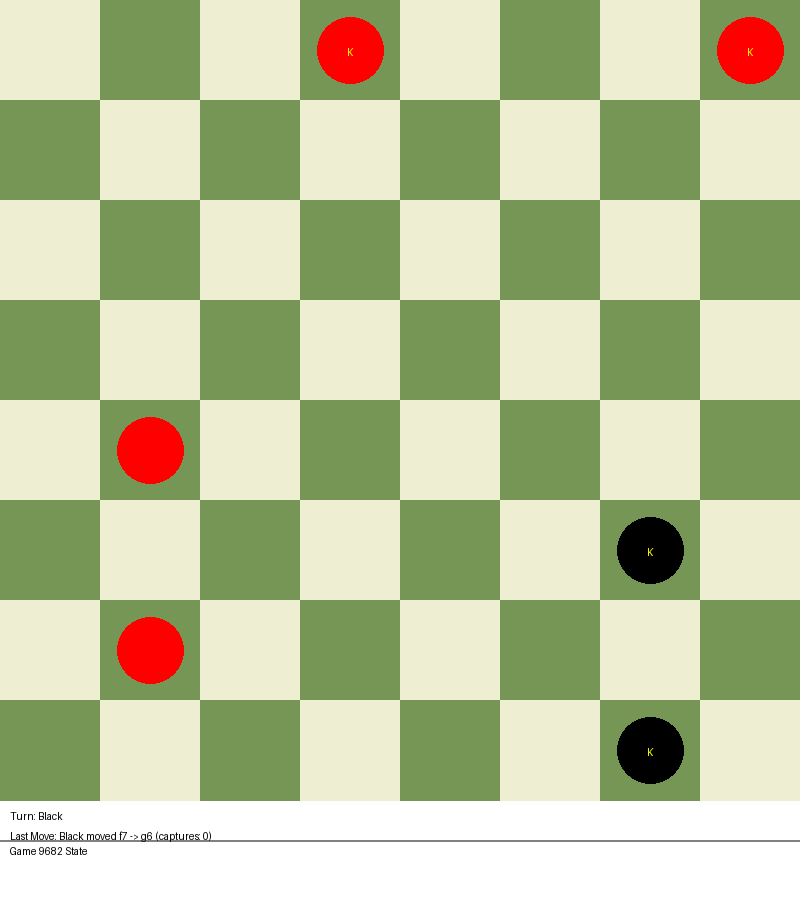 K K
K
K
Turn: Black
Last Move: Black moved f7 -> g6 (captures: 0)
Game 9682 State